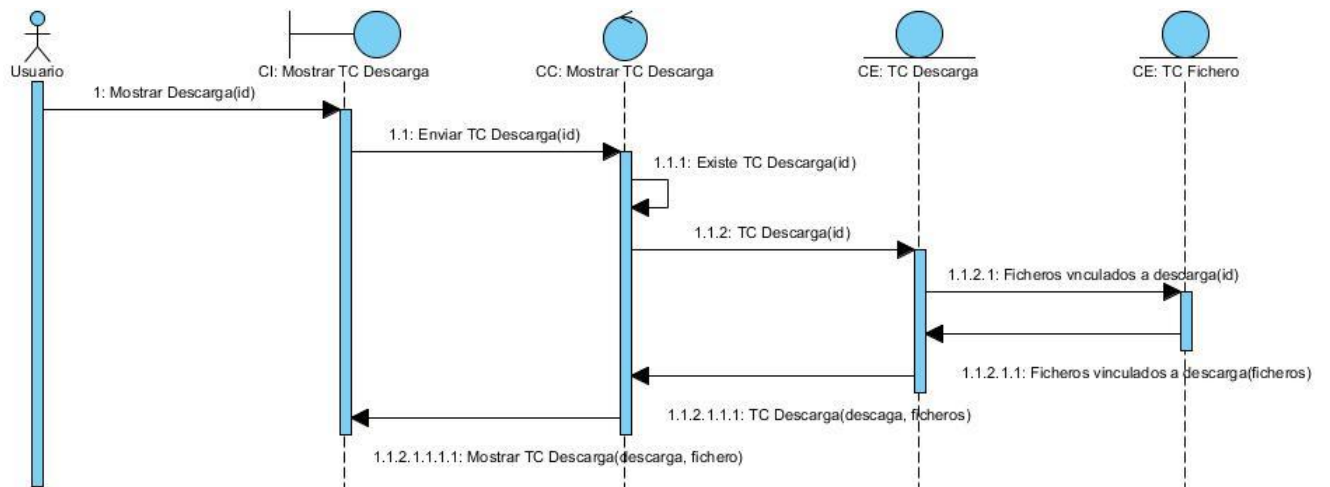 Usuario
CI: Mostrar TC Descarga
CC: Mostrar TC Descarga
CE: TC Descarga
CE: TC Fichero
1: Mostrar Descarga(id)
1.1: Enviar TC Descarga(id)
1.1.1: Existe TC Descarga(id)
1.1.2: TC Descarga(id)
1.1.2.1: Ficheros vnculados a descarga(id)
1.1.2.1.1: Ficheros vinculados a descarga(ficheros)
1.1.2.1.1.1: TC Descarga(descaga, ficheros)
1.1.2.1.1.1.1: Mostrar TC Descarga(descarga, fichero)